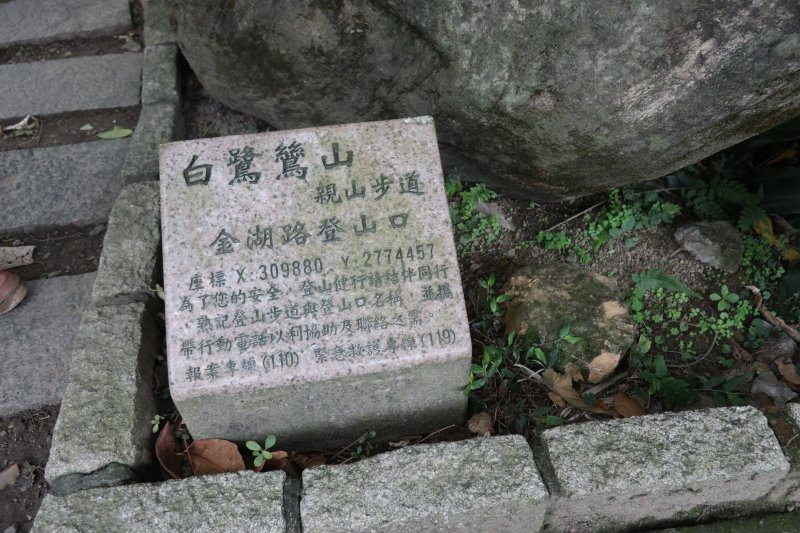 白鷺鷥山
親山步道
金湖路登山口
座標 X:309880 Y:2774457
為了您的安全,登山健行請結伴同行
,熟記登山步道與登山口名稱,並攜
帶行動電話以利協助及聯絡之需。
報案專線(110) 緊急救護專線(119)